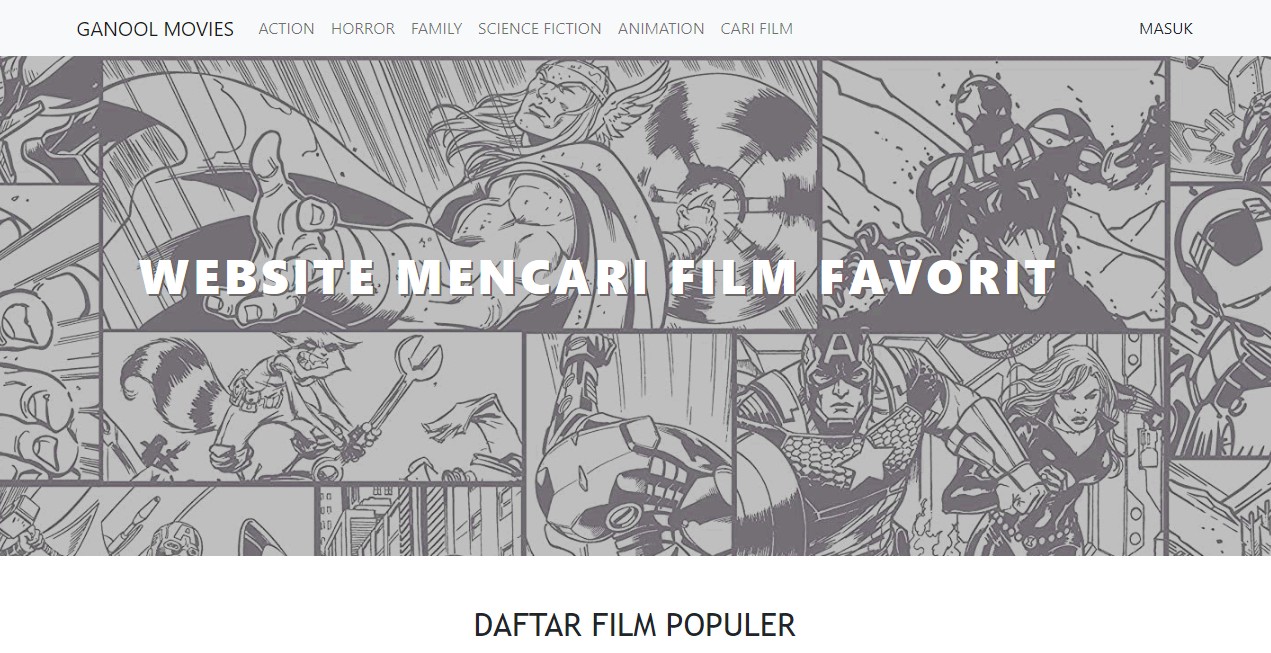 GANOOL MOVIES ACTION HORROR FAMILY SCIENCE FICTION ANIMATION CARI FILM MASUK
WEBSITE MENCARI FILM FAVORIT
A
DAFTAR FILM POPULER